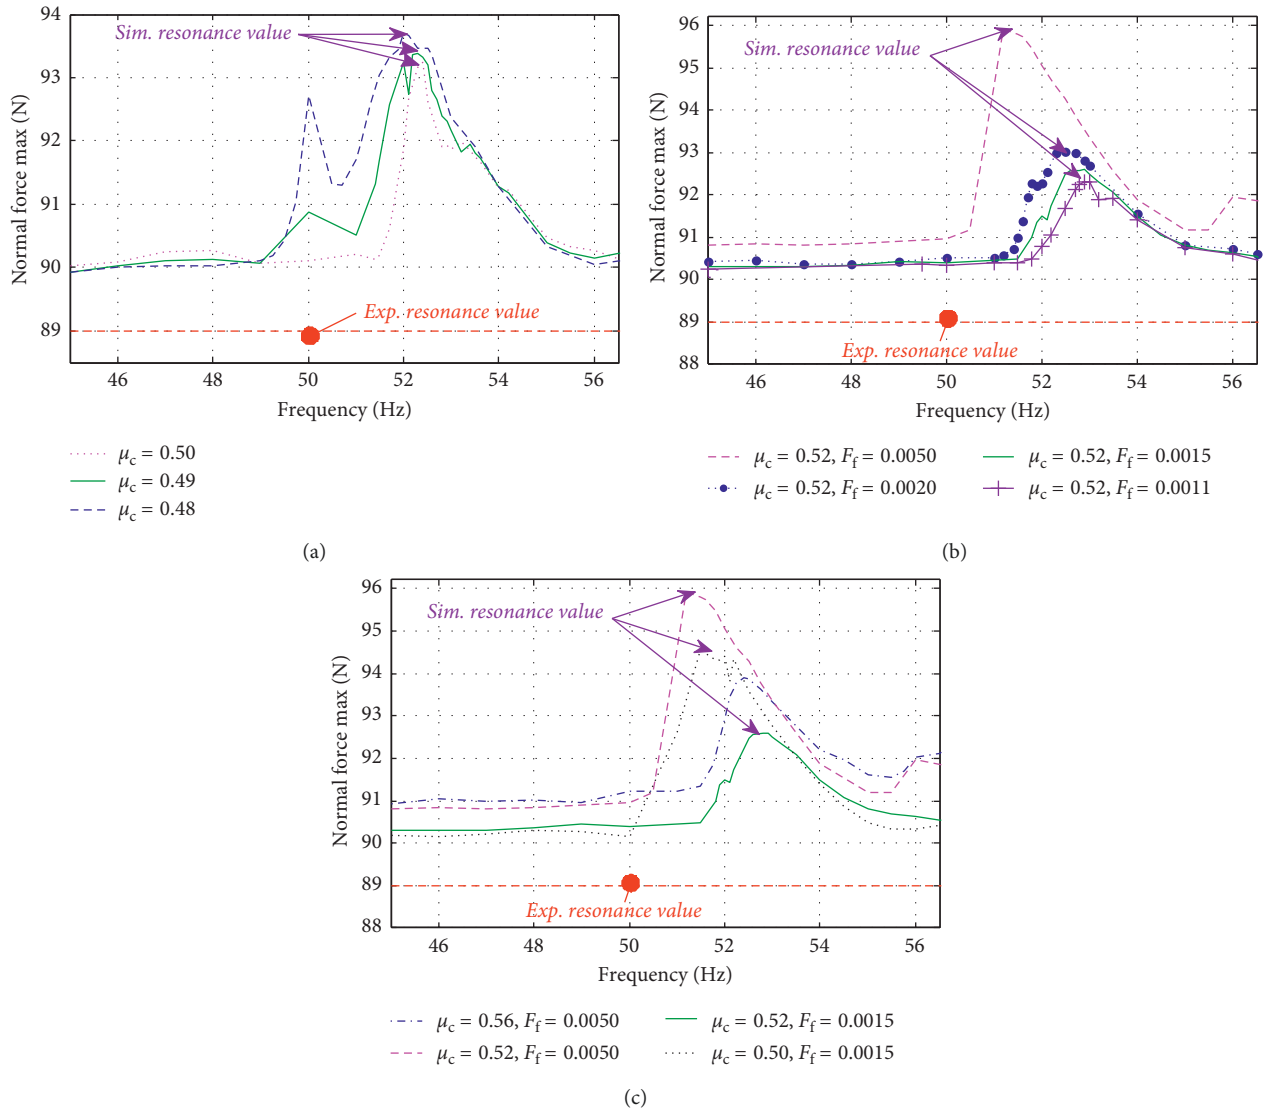 94
93
92
91
90
89
Normal force max (N)
Sim. resonance value
Exp. resonance value
46 48 50 52 54 56
Frequency (Hz)
μc = 0.50
μc = 0.49
μc = 0.48
(a)
96
95
94
93
92
91
90
89
88
Normal force max (N)
Sim. resonance value
Exp. resonance value
46 48 50 52 54 56
Frequency (Hz)
μc = 0.52, Ff = 0.0050
μc = 0.52, Ff = 0.0020
μc = 0.52, Ff = 0.0015
μc = 0.52, Ff = 0.0011
(b)
96
95
94
93
92
91
90
89
88
Normal force max (N)
Sim. resonance value
Exp. resonance value
46 48 50 52 54 56
Frequency (Hz)
μc = 0.56, Ff = 0.0050
μc = 0.52, Ff = 0.0050
μc = 0.52, Ff = 0.0015
μc = 0.50, Ff = 0.0015
(c)